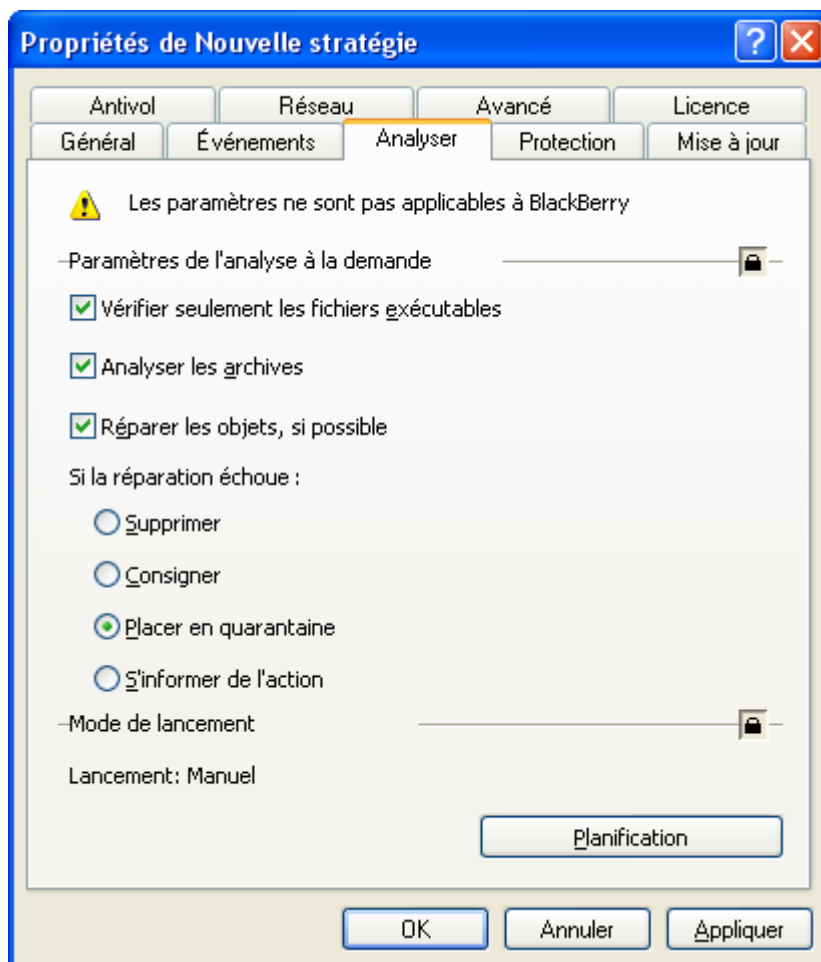 Propriétés de Nouvelle stratégie
Antivol Réseau Avancé Licence
Général Événements Analyser Protection Mise à jour
Les paramètres ne sont pas applicables à BlackBerry
Paramètres de l'analyse à la demande
Vérifier seulement les fichiers exécutables
Analyser les archives
Réparer les objets, si possible
Si la réparation échoue :
Supprimer
Consigner
Placer en quarantaine
S'informer de l'action
Mode de lancement
Lancement: Manuel
Planification
OK Annuler Appliquer